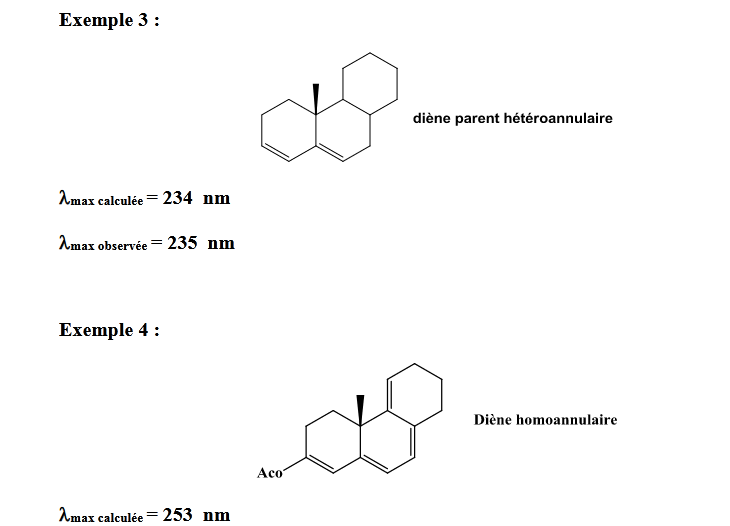 Exemple 3 :
diène parent hétéroannulaire
λmax calculée = 234 nm
λmax observée = 235 nm
Exemple 4 :
Diène homoannulaire
Aco
λmax calculée = 253 nm